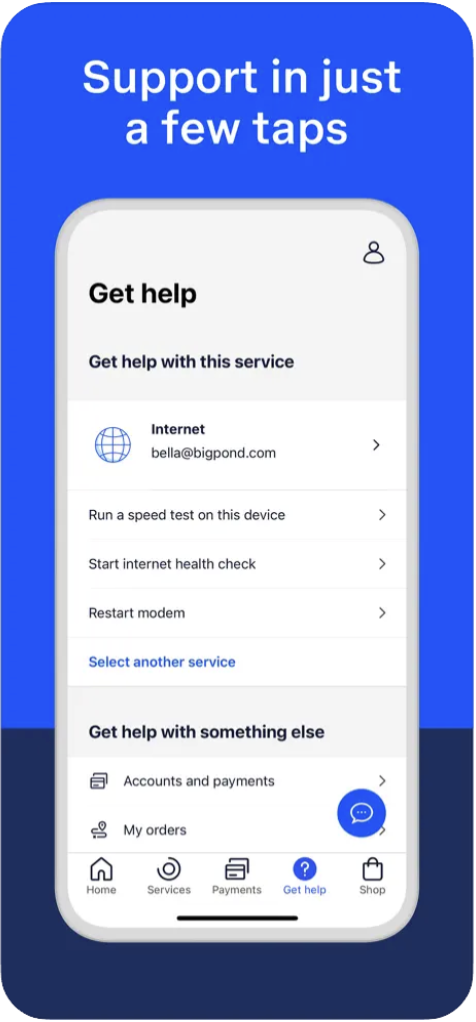 Support in just
a few taps
Get help
Get help with this service
Internet
bella@bigpond.com
Run a speed test on this device
Start internet health check
Restart modem
Select another service
Get help with something else
Accounts and payments
My orders
Home
Services
Payments
Get help
Shop